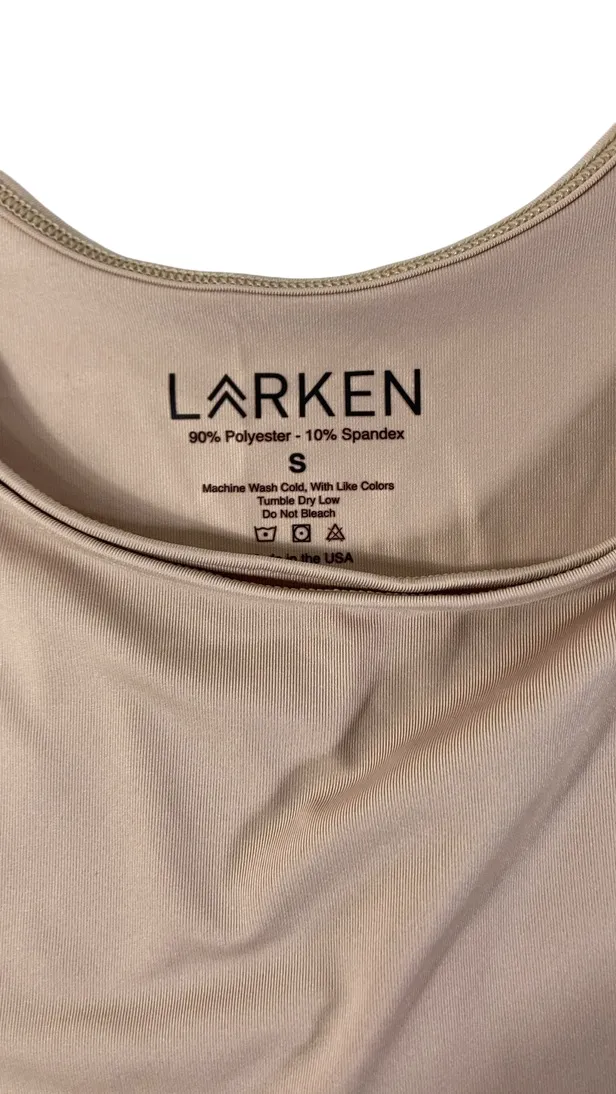 LARKEN
90% Polyester - 10% Spandex
S
Machine Wash Cold, With Like Colors
Tumble Dry Low
Do Not Bleach
in the USA